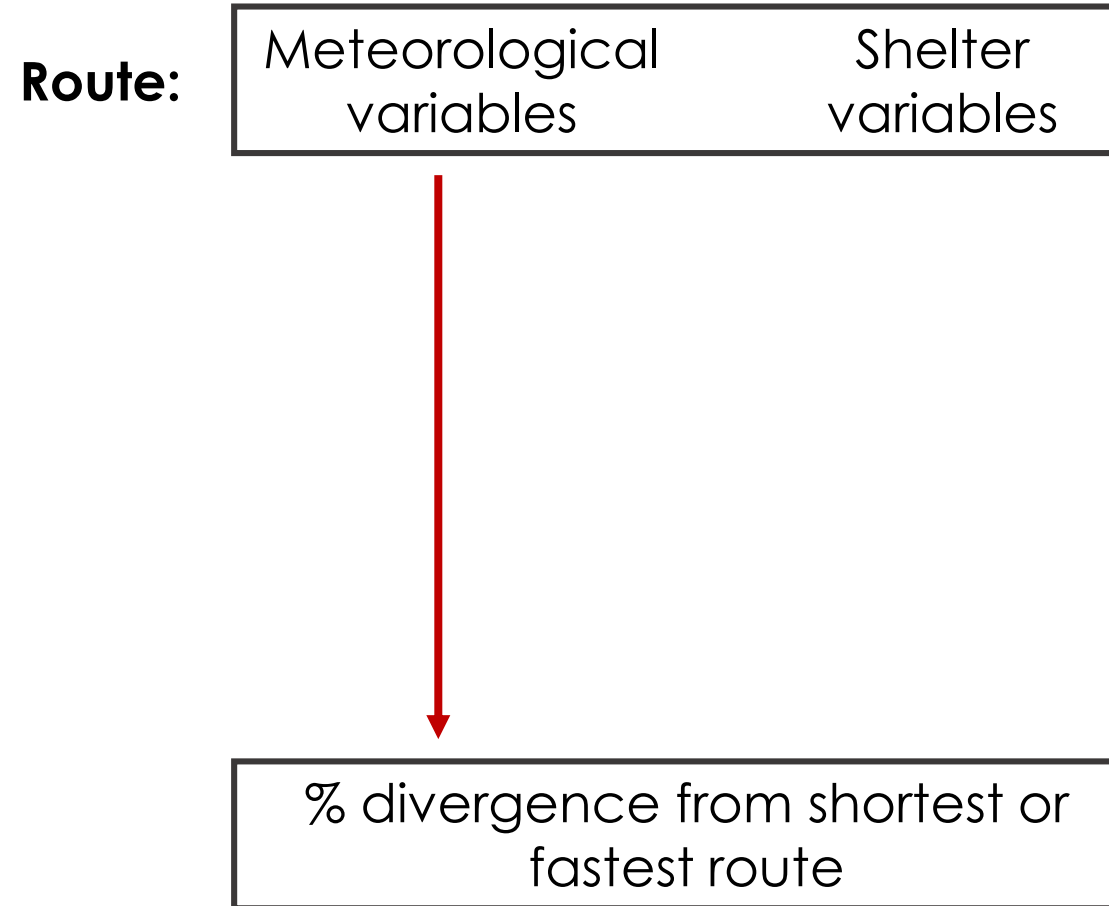 Route:
Meteorological Shelter
variables variables
% divergence from shortest or
fastest route